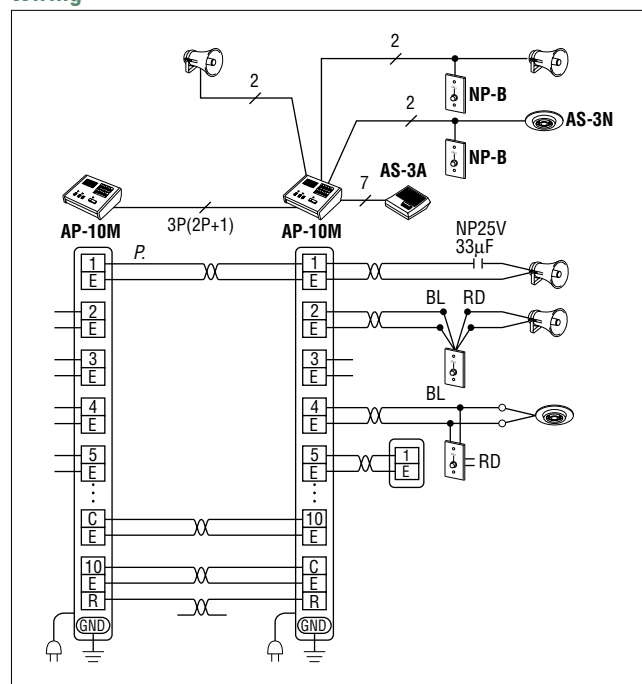 2
2
NP-B
2
AS-3N
NP-B
AS-3A
7
3P(2P+1)
AP-10M
AP-10M
P.
NP25V
33µF
1 1
E E
BL RD
2 2
E E
3 3
E E
BL
4 4
E E
RD
5 5 1
E E E
C 10
E E
10 C
E E
R R
GND GND